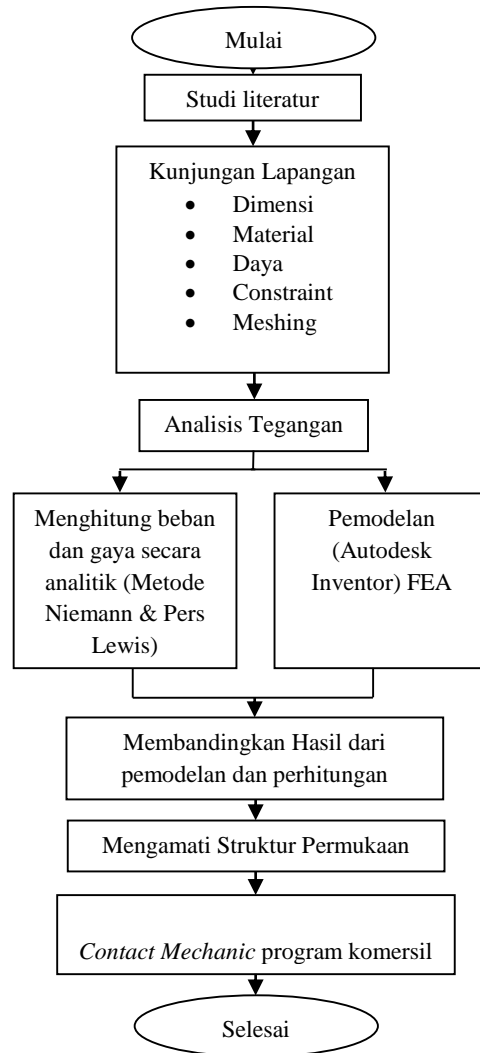 Mulai
Studi literatur
Kunjungan Lapangan
• Dimensi
• Material
• Daya
• Constraint
• Meshing
Analisis Tegangan
Menghitung beban
dan gaya secara
analitik (Metode
Niemann & Pers
Lewis)
Pemodelan
(Autodesk
Inventor) FEA
Membandingkan Hasil dari
pemodelan dan perhitungan
Mengamati Struktur Permukaan
Contact Mechanic program komersil
Selesai